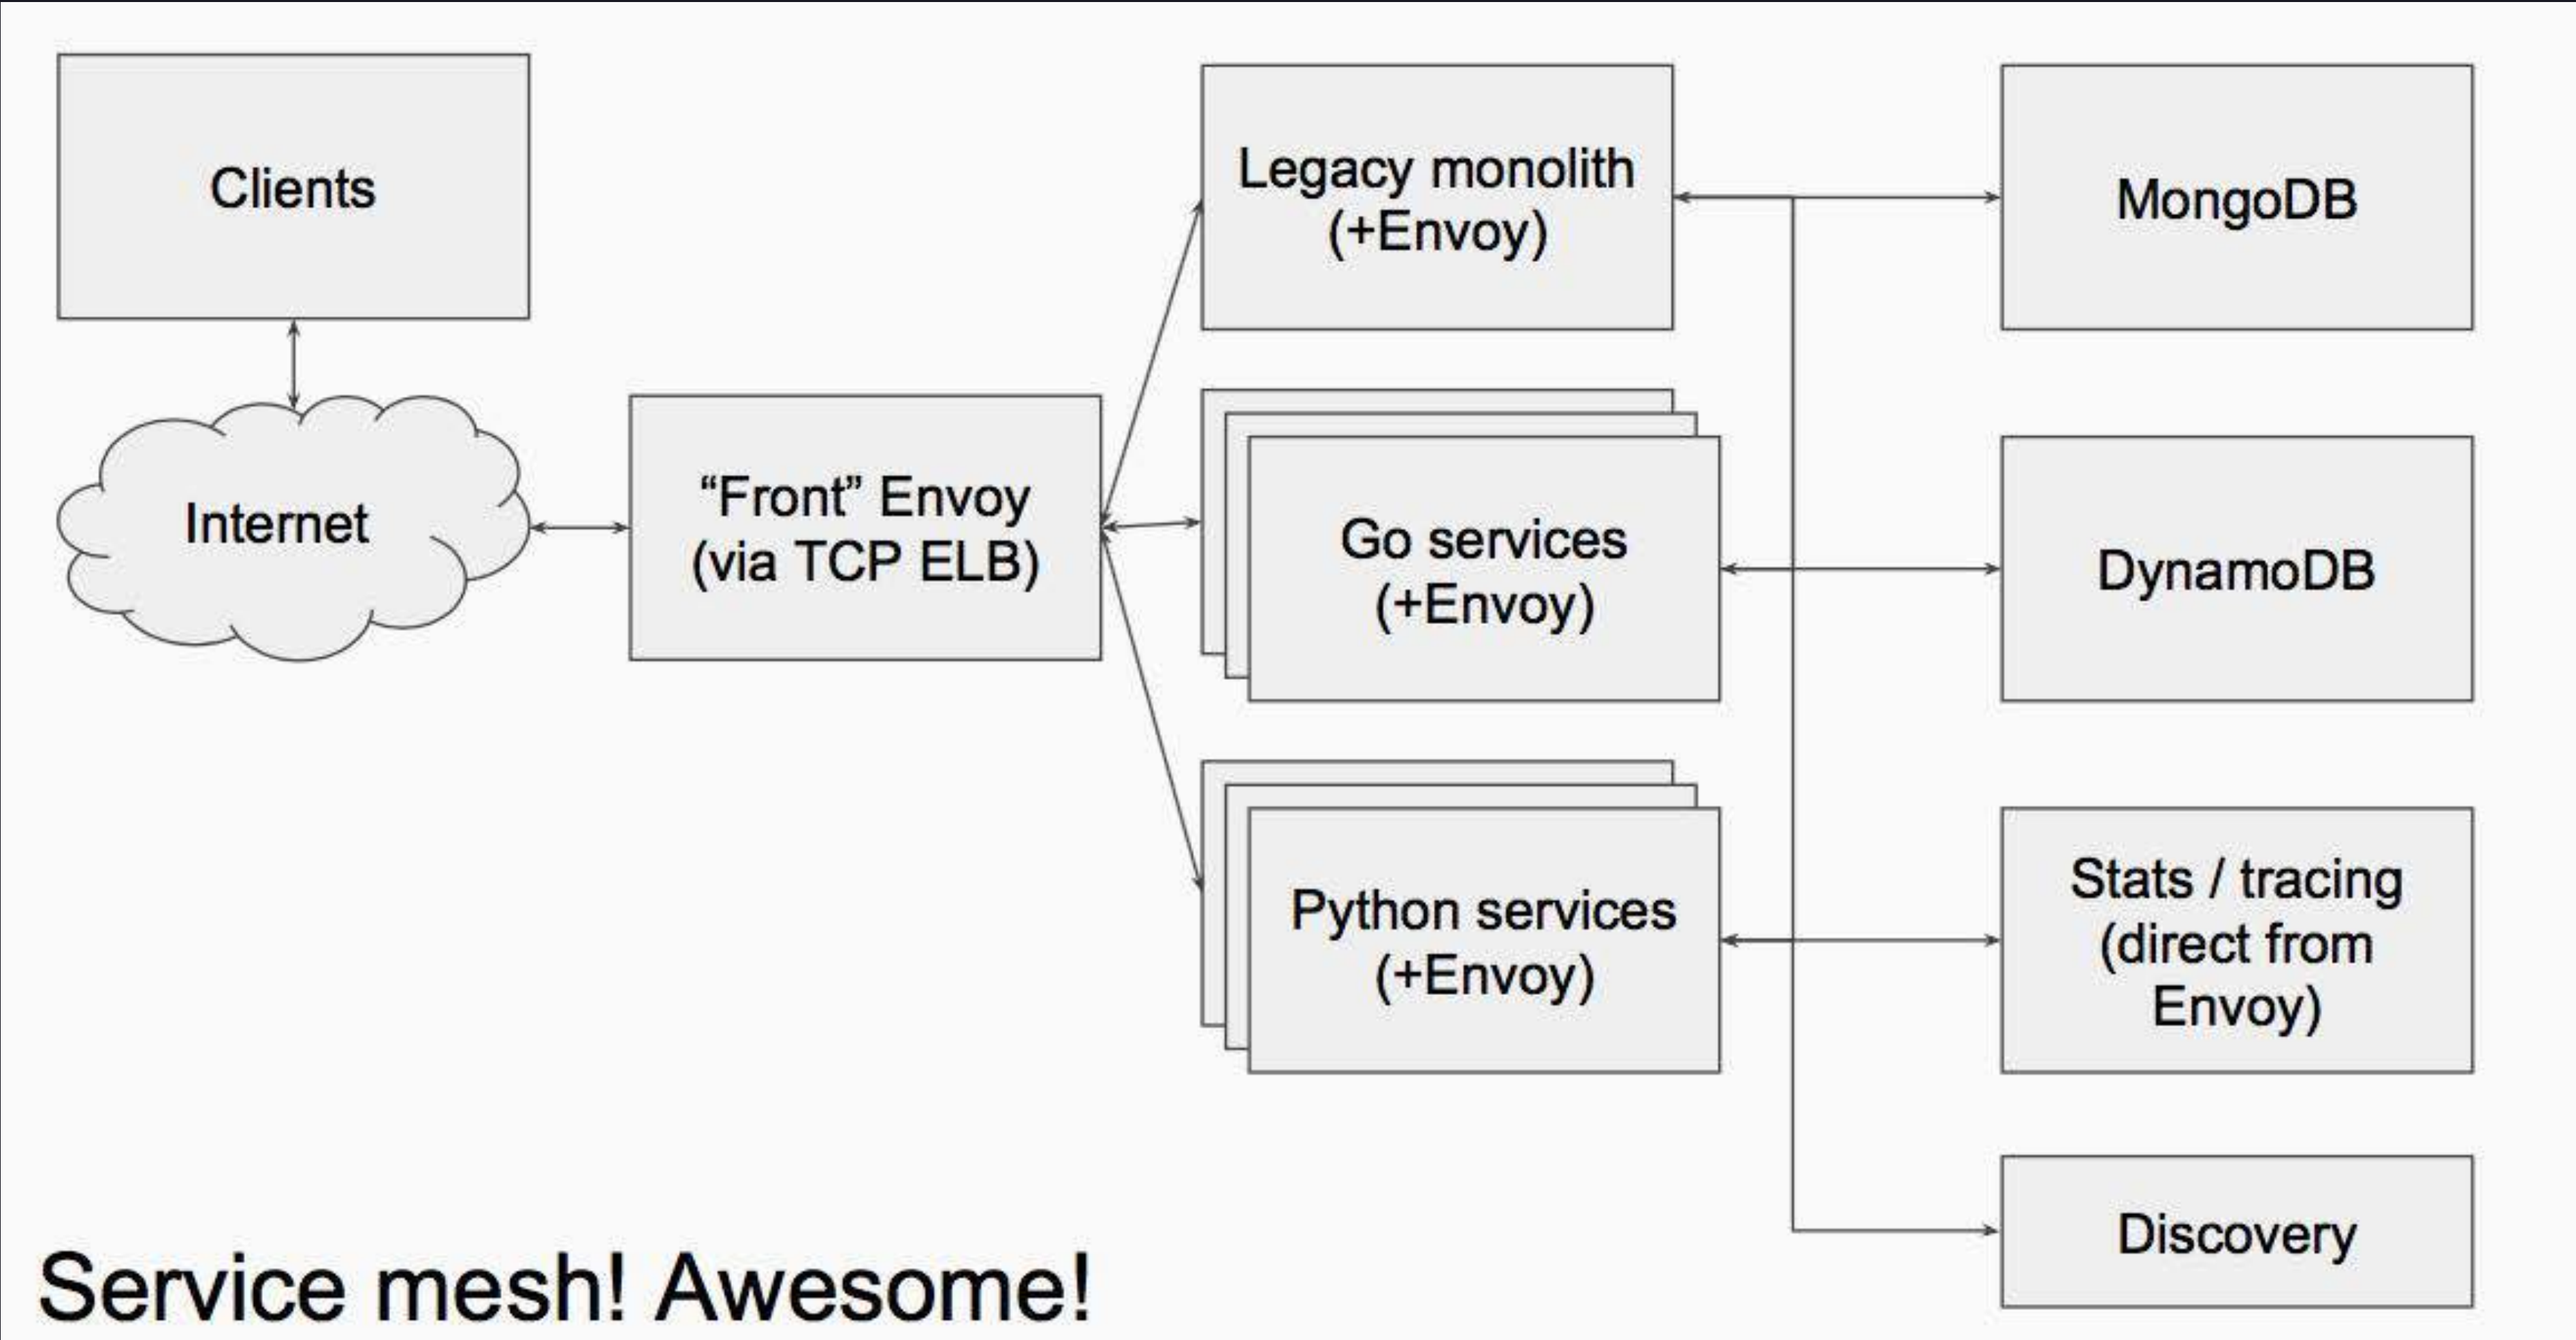 Clients
Internet
“Front” Envoy
(via TCP ELB)
Legacy monolith
(+Envoy)
Go services
(+Envoy)
Python services
(+Envoy)
MongoDB
DynamoDB
Stats / tracing
(direct from
Envoy)
Discovery
Service mesh! Awesome!